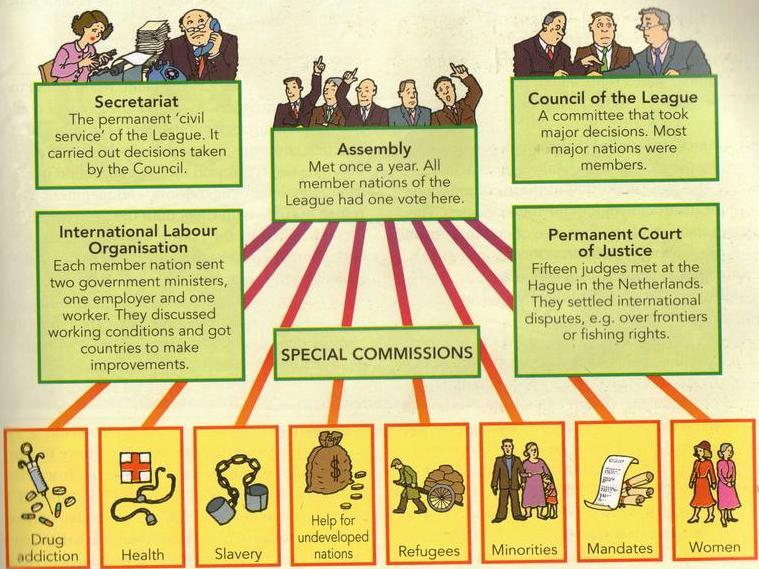 Secretariat
The permanent 'civil
service' of the League. It
carried out decisions taken
by the Council.
Assembly
Met once a year. All
member nations of the
League had one vote here.
Council of the League
A committee that took
major decisions. Most
major nations were
members.
International Labour
Organisation
Each member nation sent
two government ministers,
one employer and one
worker. They discussed
working conditions and got
countries to make
improvements.
Permanent Court
of Justice
Fifteen judges met at the
Hague in the Netherlands.
They settled international
disputes, e.g. over frontiers
or fishing rights.
SPECIAL COMMISSIONS
Drug
addiction
Health
Slavery
$
Help for
undeveloped
nations
Refugees
Minorities
Mandates
Women